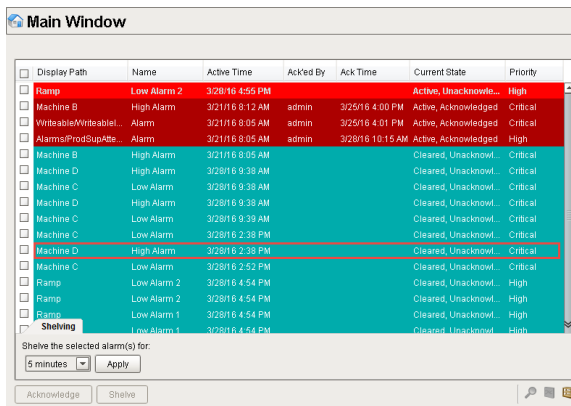 Main Window
Display Path Name Active Time Ack'ed By Ack Time Current State Priority
Ramp Low Alarm 2 3/28/16 4:55 PM Active, Unacknowle... High
Machine B High Alarm 3/21/16 8:12 AM admin 3/25/16 4:00 PM Active, Acknowledged Critical
Writeable/WriteableI... Alarm 3/21/16 8:05 AM admin 3/25/16 4:01 PM Active, Acknowledged Critical
Alarms/ProdSupAtte... Alarm 3/21/16 8:05 AM admin 3/28/16 10:15 AM Active, Acknowledged High
Machine B High Alarm 3/21/16 8:05 AM Cleared, Unacknowl... Critical
Machine D High Alarm 3/28/16 9:38 AM Cleared, Unacknowl... Critical
Machine C Low Alarm 3/28/16 9:38 AM Cleared, Unacknowl... Critical
Machine C Low Alarm 3/28/16 9:39 AM Cleared, Unacknowl... Critical
Machine C Low Alarm 3/28/16 2:38 PM Cleared, Unacknowl... Critical
Machine D High Alarm 3/28/16 2:38 PM Cleared, Unacknowl... Critical
Machine C Low Alarm 3/28/16 2:52 PM Cleared, Unacknowl... Critical
Ramp Low Alarm 2 3/28/16 4:54 PM Cleared, Unacknowl... High
Ramp Low Alarm 2 3/28/16 4:54 PM Cleared, Unacknowl... High
Ramp Low Alarm 1 3/28/16 4:54 PM Cleared, Unacknowl... High
Low Alarm 1 3/28/16 4:54 PM Cleared, Unacknowl... High
Shelving
Shelve the selected alarm(s) for:
5 minutes Apply
Acknowledge Shelve